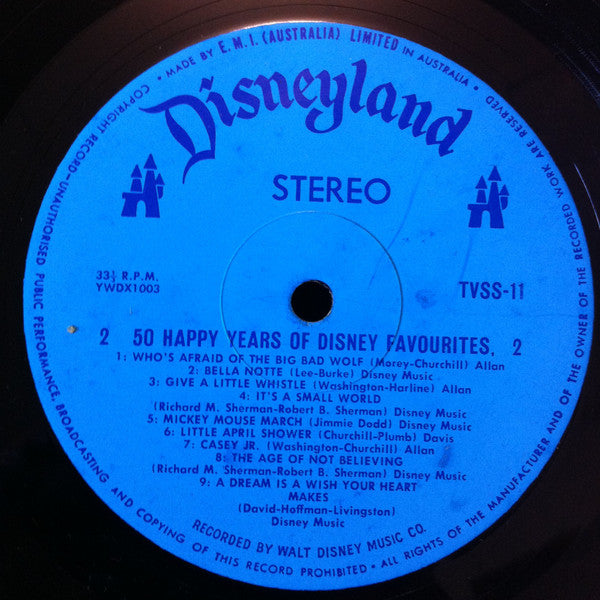 • MADE BY E.M.I. (AUSTRALIA) LIMITED IN AUSTRALIA •
Disneyland
STEREO
33⅓ R.P.M.
YWDX1003
TVSS-11
2 50 HAPPY YEARS OF DISNEY FAVOURITES, 2
1: WHO'S AFRAID OF THE BIG BAD WOLF (Morey-Churchill) Allan
2: BELLA NOTTE (Lee-Burke) Disney Music
3: GIVE A LITTLE WHISTLE (Washington-Harline) Allan
4: IT'S A SMALL WORLD
(Richard M. Sherman-Robert B. Sherman) Disney Music
5: MICKEY MOUSE MARCH (Jimmie Dodd) Disney Music
6: LITTLE APRIL SHOWER (Churchill-Plumb) Davis
7: CASEY JR. (Washington-Churchill) Allan
8: THE AGE OF NOT BELIEVING
(Richard M. Sherman-Robert B. Sherman) Disney Music
9: A DREAM IS A WISH YOUR HEART
MAKES
(David-Hoffman-Livingston)
Disney Music
RECORDED BY WALT DISNEY MUSIC CO.
COPYRIGHT RECORD—UNAUTHORISED PUBLIC PERFORMANCE, BROADCASTING AND COPYING OF THIS RECORD PROHIBITED • ALL RIGHTS OF THE MANUFACTURER AND OF THE OWNER OF THE RECORDED WORK ARE RESERVED